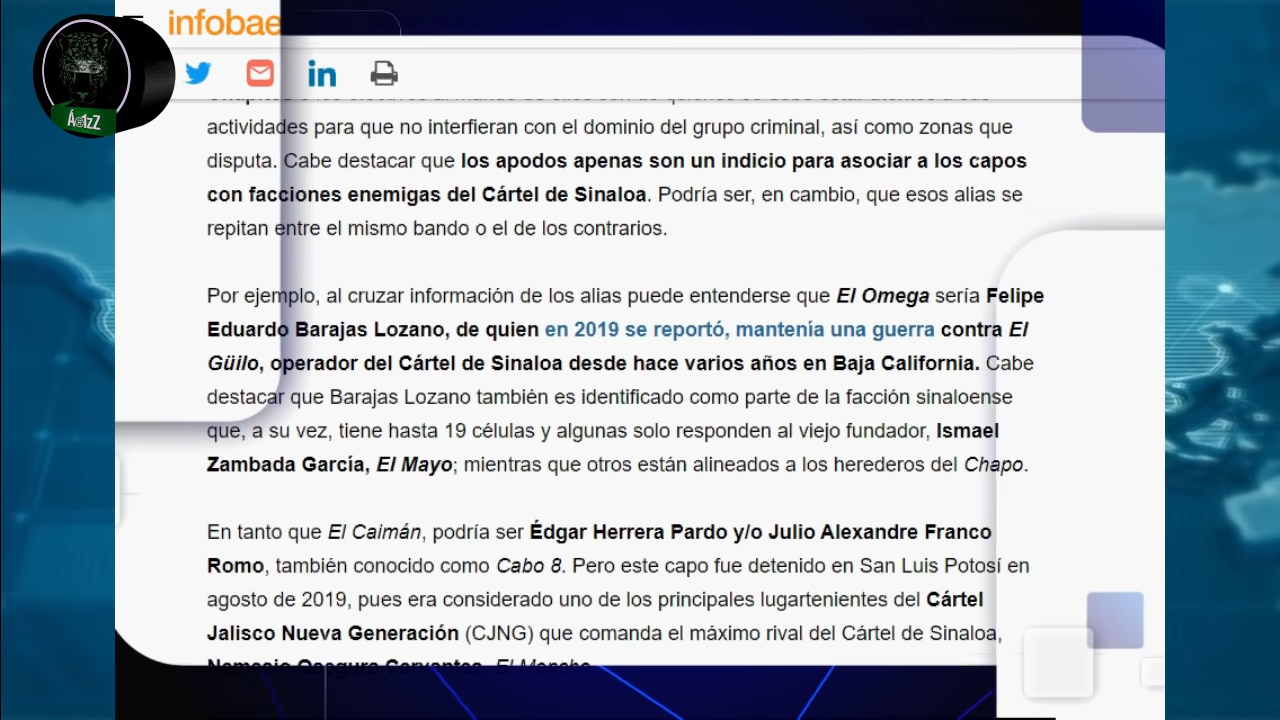 infobae
Á●1zZ
actividades para que no interfieran con el dominio del grupo criminal, así como zonas que
disputa. Cabe destacar que los apodos apenas son un indicio para asociar a los capos
con facciones enemigas del Cártel de Sinaloa. Podría ser, en cambio, que esos alias se
repitan entre el mismo bando o el de los contrarios.
Por ejemplo, al cruzar información de los alias puede entenderse que El Omega sería Felipe
Eduardo Barajas Lozano, de quien en 2019 se reportó, mantenía una guerra contra El
Güilo, operador del Cártel de Sinaloa desde hace varios años en Baja California. Cabe
destacar que Barajas Lozano también es identificado como parte de la facción sinaloense
que, a su vez, tiene hasta 19 células y algunas solo responden al viejo fundador, Ismael
Zambada García, El Mayo; mientras que otros están alineados a los herederos del Chapo.
En tanto que El Caimán, podría ser Édgar Herrera Pardo y/o Julio Alexandre Franco
Romo, también conocido como Cabo 8. Pero este capo fue detenido en San Luis Potosí en
agosto de 2019, pues era considerado uno de los principales lugartenientes del Cártel
Jalisco Nueva Generación (CJNG) que comanda el máximo rival del Cártel de Sinaloa,
Nemesio Oseguera Cervantes, El Mencho